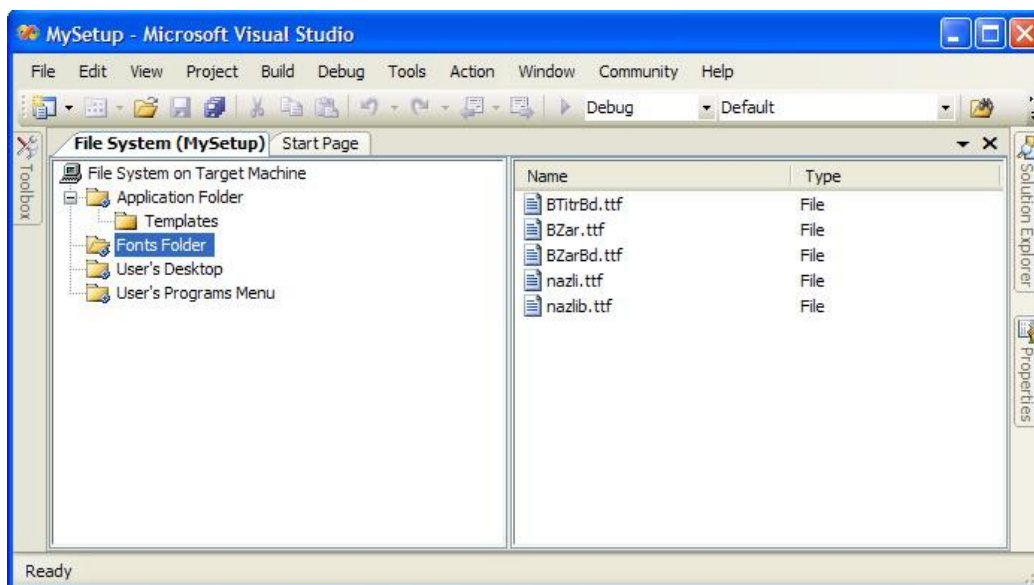 MySetup - Microsoft Visual Studio
File Edit View Project Build Debug Tools Action Window Community Help
Debug Default
Toolbox
File System (MySetup) Start Page
File System on Target Machine
Application Folder
Templates
Fonts Folder
User's Desktop
User's Programs Menu
Name Type
BTitrBd.ttf File
BZar.ttf File
BZarBd.ttf File
nazli.ttf File
nazlib.ttf File
Solution Explorer
Properties
Ready